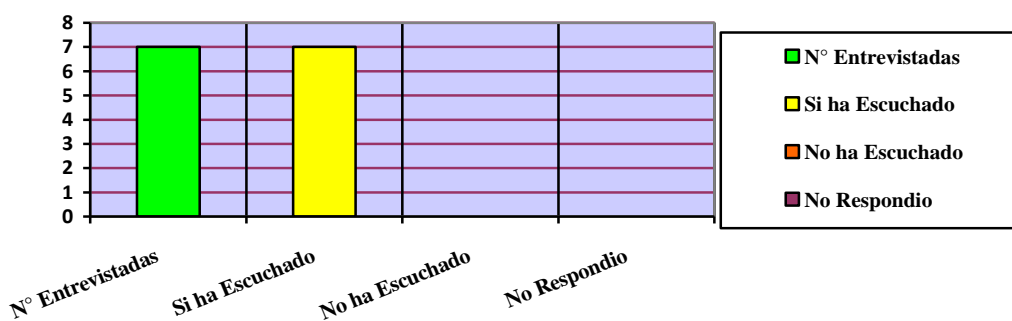 8
7
6
5
4
3
2
1
0
N° Entrevistadas
Si ha Escuchado
No ha Escuchado
No Respondio
N° Entrevistadas
Si ha Escuchado
No ha Escuchado
No Respondio